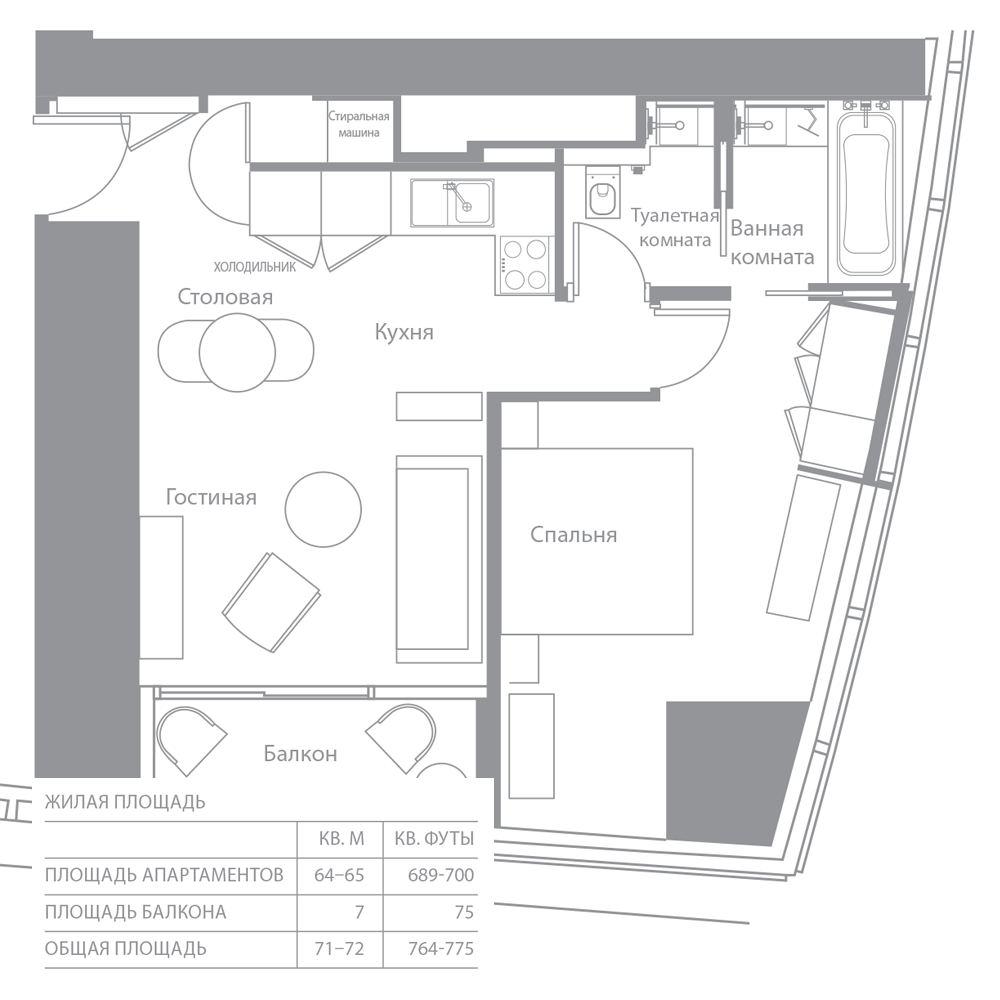 Стиральная
машина
Туалетная
комната
Ванная
комната
ХОЛОДИЛЬНИК
Столовая
Кухня
Гостиная
Спальня
Балкон
ЖИЛАЯ ПЛОЩАДЬ
КВ. М КВ. ФУТЫ
ПЛОЩАДЬ АПАРТАМЕНТОВ 64–65 689-700
ПЛОЩАДЬ БАЛКОНА 7 75
ОБЩАЯ ПЛОЩАДЬ 71–72 764-775